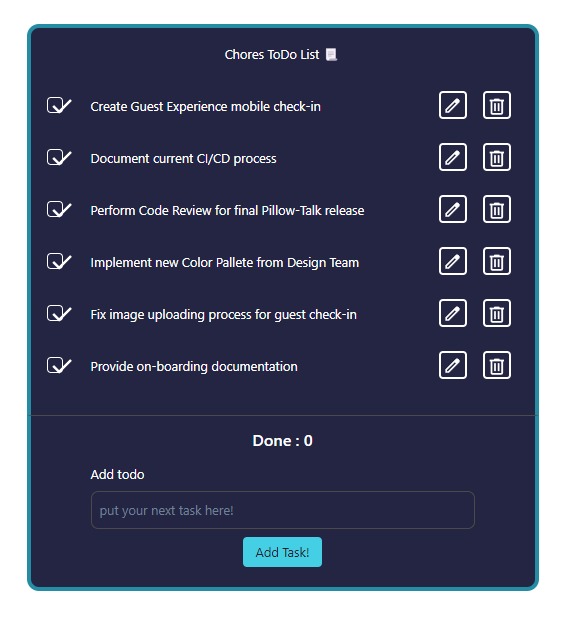 Chores ToDo List 📃
Create Guest Experience mobile check-in
Document current CI/CD process
Perform Code Review for final Pillow-Talk release
Implement new Color Pallete from Design Team
Fix image uploading process for guest check-in
Provide on-boarding documentation
Done : 0
Add todo
put your next task here!
Add Task!